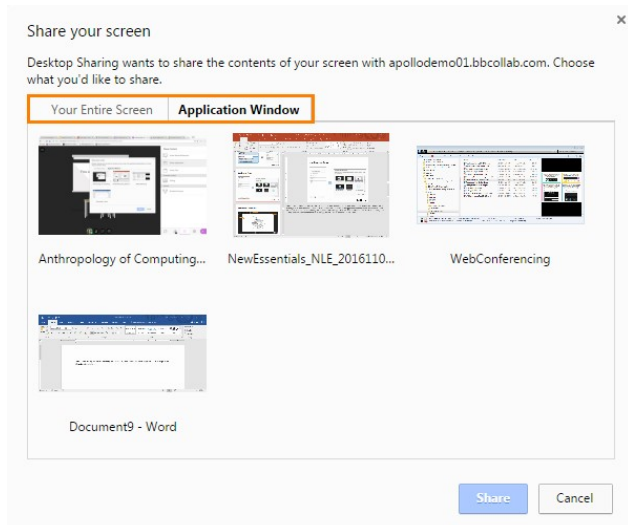 Share your screen
×
Desktop Sharing wants to share the contents of your screen with apollodemo01.bbcollab.com. Choose
what you'd like to share.
Your Entire Screen
Application Window
Anthropology of Computing...
NewEssentials_NLE_2016110...
WebConferencing
Document9 - Word
Share
Cancel